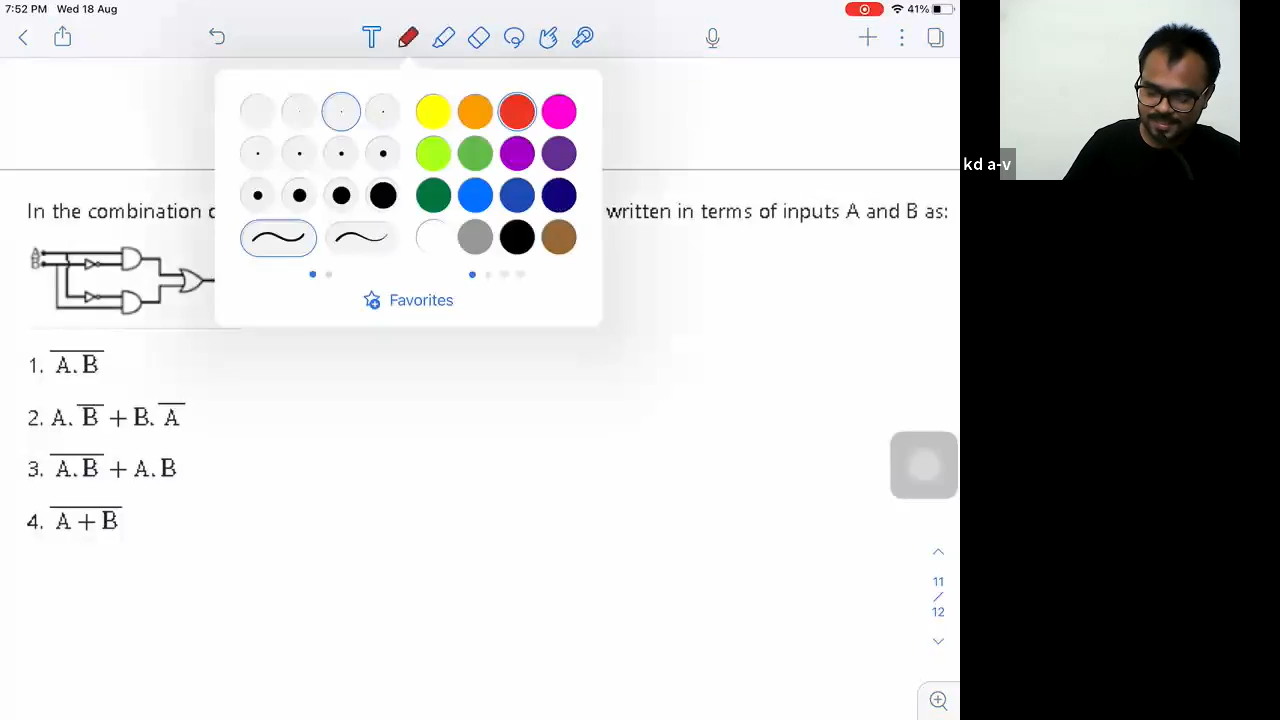 7:52 PM Wed 18 Aug
41%
T
Favorites
In the combination written in terms of inputs A and B as:
A
B
1. $\overline{A.B}$
2. $A.\overline{B} + B.\overline{A}$
3. $\overline{A.B} + A.B$
4. $\overline{A + B}$
kd a-v
11
/
12